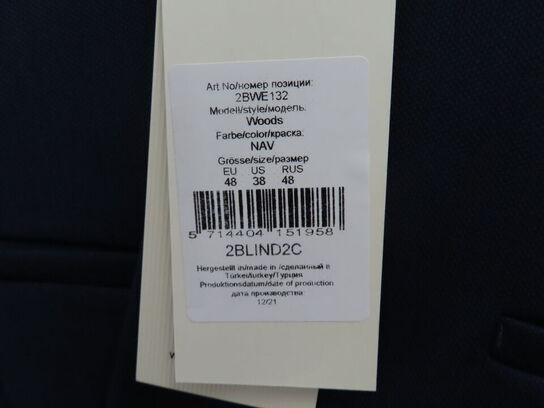 Art.No/номер позиции:
2BWE132
Modell/style/модель:
Woods
Farbe/color/краска:
NAV
Grösse/size/размер
EU US RUS
48 38 48
5 714404 151958
2BLIND2C
Hergestellt in/made in /сделанный в
Türkei/turkey/Турция
Produktionsdatum/date of production
дата производства:
12/21